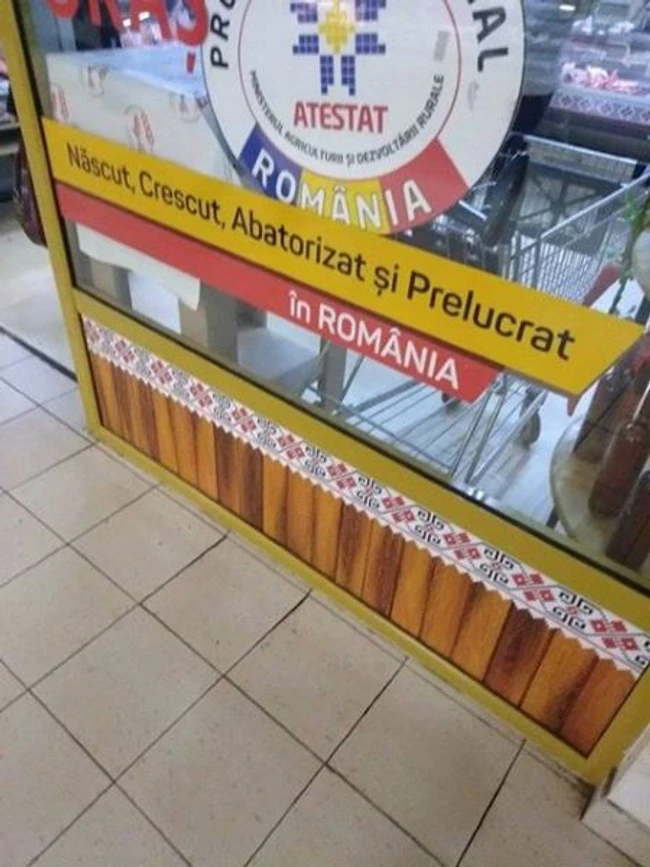 ATESTAT
MINISTERUL AGRICULTURII ȘI DEZVOLTĂRII RURALE
ROMÂNIA
Născut, Crescut, Abatorizat și Prelucrat
în ROMÂNIA